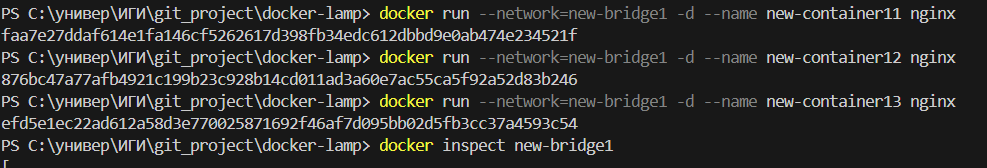 PS C:\универ\ИГИ\git_project\docker-lamp> docker run --network=new-bridge1 -d --name new-container11 nginx
faa7e27ddaf614e1fa146cf5262617d398fb34edc612dbbd9e0ab474e234521f
PS C:\универ\ИГИ\git_project\docker-lamp> docker run --network=new-bridge1 -d --name new-container12 nginx
876bc47a77afb4921c199b23c928b14cd011ad3a60e7ac55ca5f92a52d83b246
PS C:\универ\ИГИ\git_project\docker-lamp> docker run --network=new-bridge1 -d --name new-container13 nginx
efd5e1ec22ad612a58d3e770025871692f46af7d095bb02d5fb3cc37a4593c54
PS C:\универ\ИГИ\git_project\docker-lamp> docker inspect new-bridge1
[